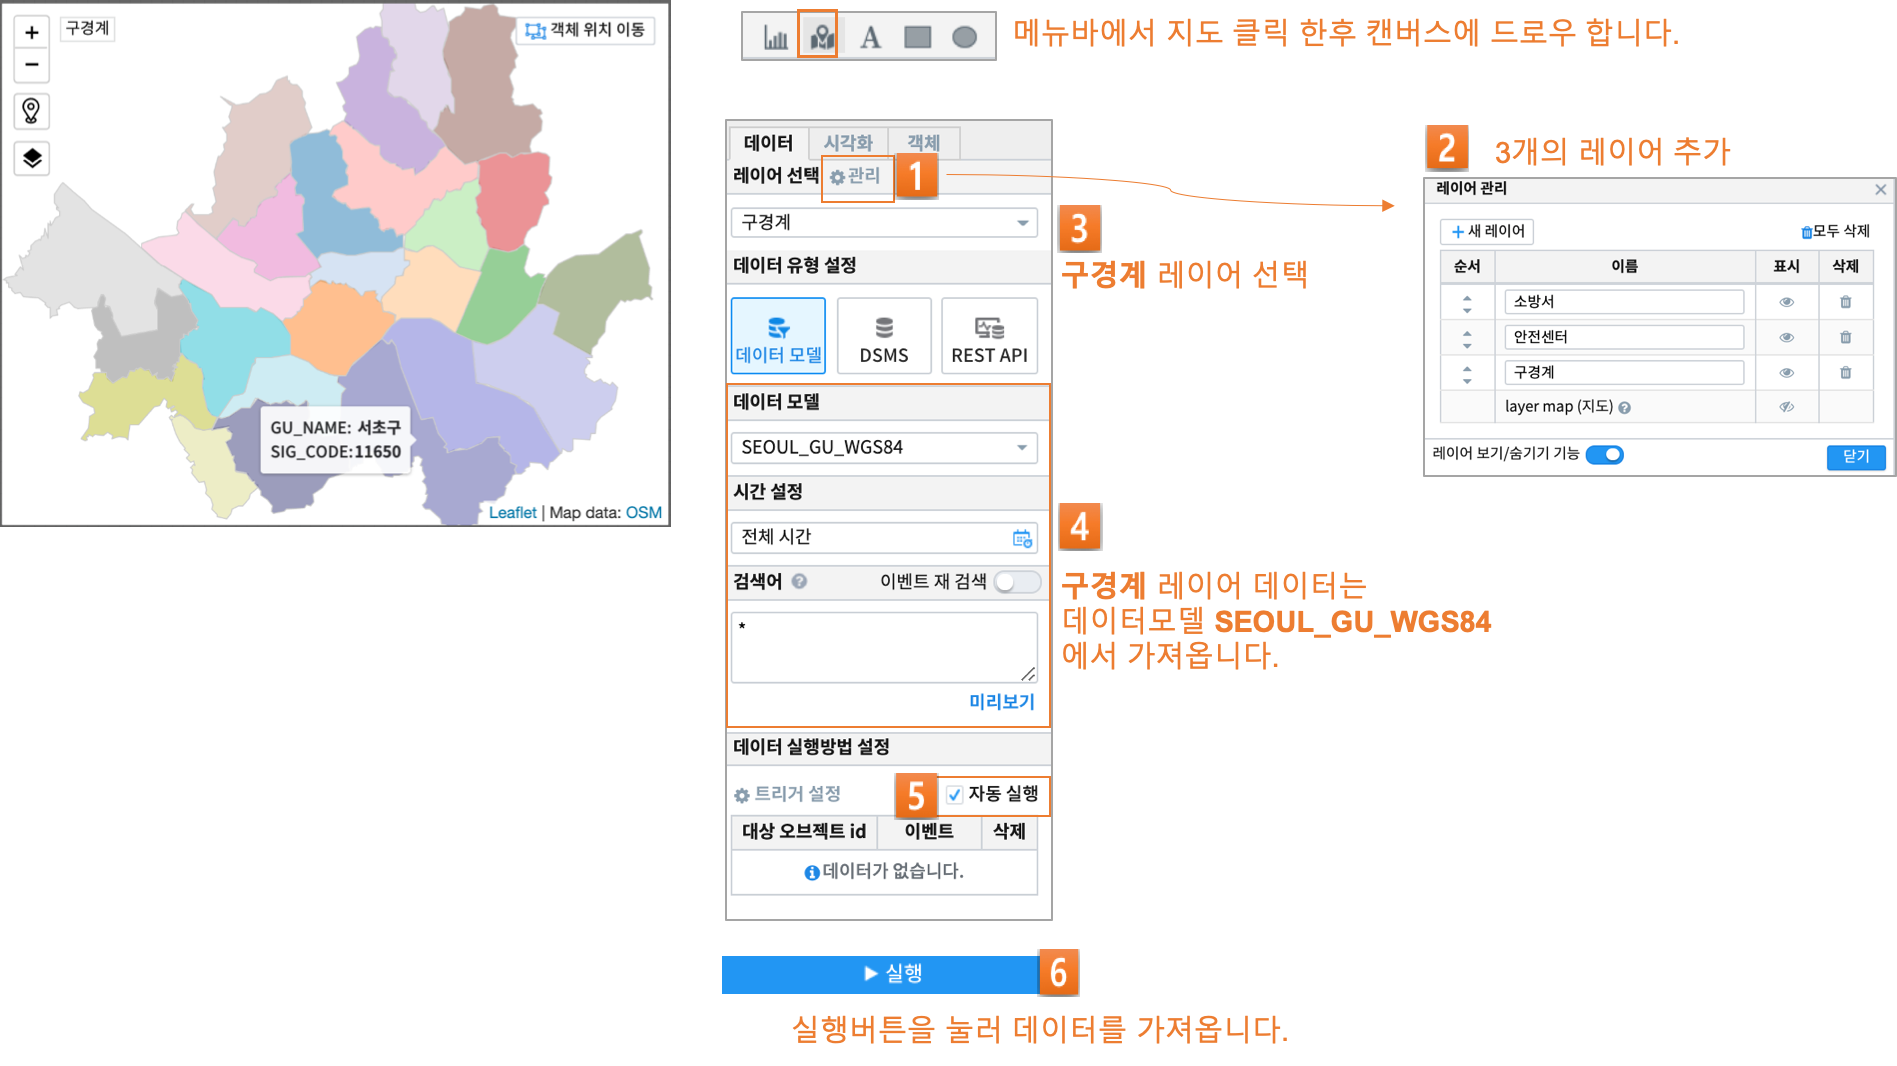 +
구경계
객체 위치 이동
−
GU_NAME: 서초구
SIG_CODE:11650
Leaflet | Map data: OSM
A
메뉴바에서 지도 클릭 한후 캔버스에 드로우 합니다.
데이터 시각화 객체
레이어 선택 관리
1
구경계
데이터 유형 설정
데이터 모델 DSMS REST API
데이터 모델
SEOUL_GU_WGS84
시간 설정
전체 시간
검색어 ? 이벤트 재 검색
*
미리보기
데이터 실행방법 설정
트리거 설정
5
자동 실행
대상 오브젝트 id 이벤트 삭제
데이터가 없습니다.
실행
6
실행버튼을 눌러 데이터를 가져옵니다.
2
3개의 레이어 추가
레이어 관리 ×
+ 새 레이어 모두 삭제
순서 이름 표시 삭제
소방서
안전센터
구경계
layer map (지도) ?
레이어 보기/숨기기 기능
닫기
3
구경계 레이어 선택
4
구경계 레이어 데이터는
데이터모델 SEOUL_GU_WGS84
에서 가져옵니다.